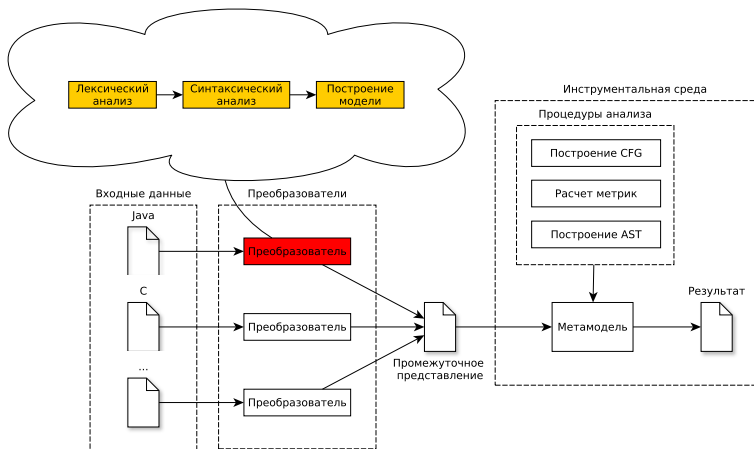 Лексический
анализ
Синтаксический
анализ
Построение
модели
Инструментальная среда
Процедуры анализа
Построение CFG
Расчет метрик
Построение AST
Входные данные
Преобразователи
Java
Преобразователь
C
Преобразователь
...
Преобразователь
Промежуточное
представление
Метамодель
Результат